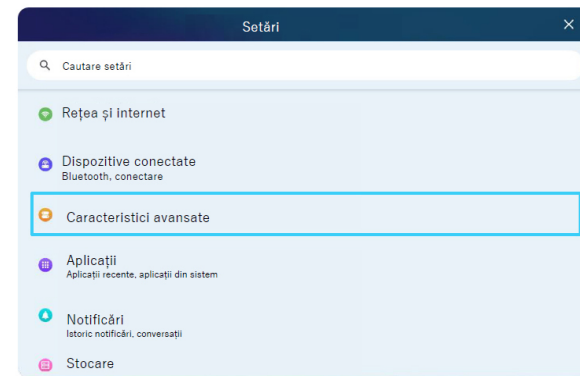 Setări
Cautare setări
Rețea și internet
Dispozitive conectate
Bluetooth, conectare
Caracteristici avansate
Aplicații
Aplicații recente, aplicații din sistem
Notificări
Istoric notificări, conversații
Stocare